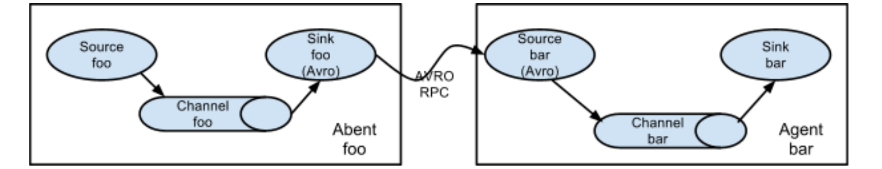 Source
foo
Channel
foo
Sink
foo
(Avro)
Abent
foo
AVRO
RPC
Source
bar
(Avro)
Channel
bar
Sink
bar
Agent
bar